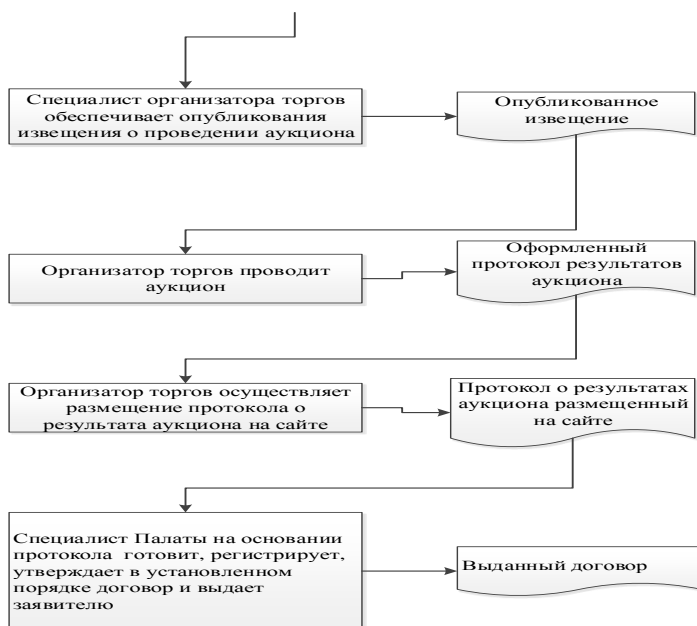 Специалист организатора торгов
обеспечивает опубликования
извещения о проведении аукциона
Опубликованное
извещение
Организатор торгов проводит
аукцион
Оформленный
протокол результатов
аукциона
Организатор торгов осуществляет
размещение протокола о
результата аукциона на сайте
Протокол о результатах
аукциона размещенный
на сайте
Специалист Палаты на основании
протокола готовит, регистрирует,
утверждает в установленном
порядке договор и выдает
заявителю
Выданный договор